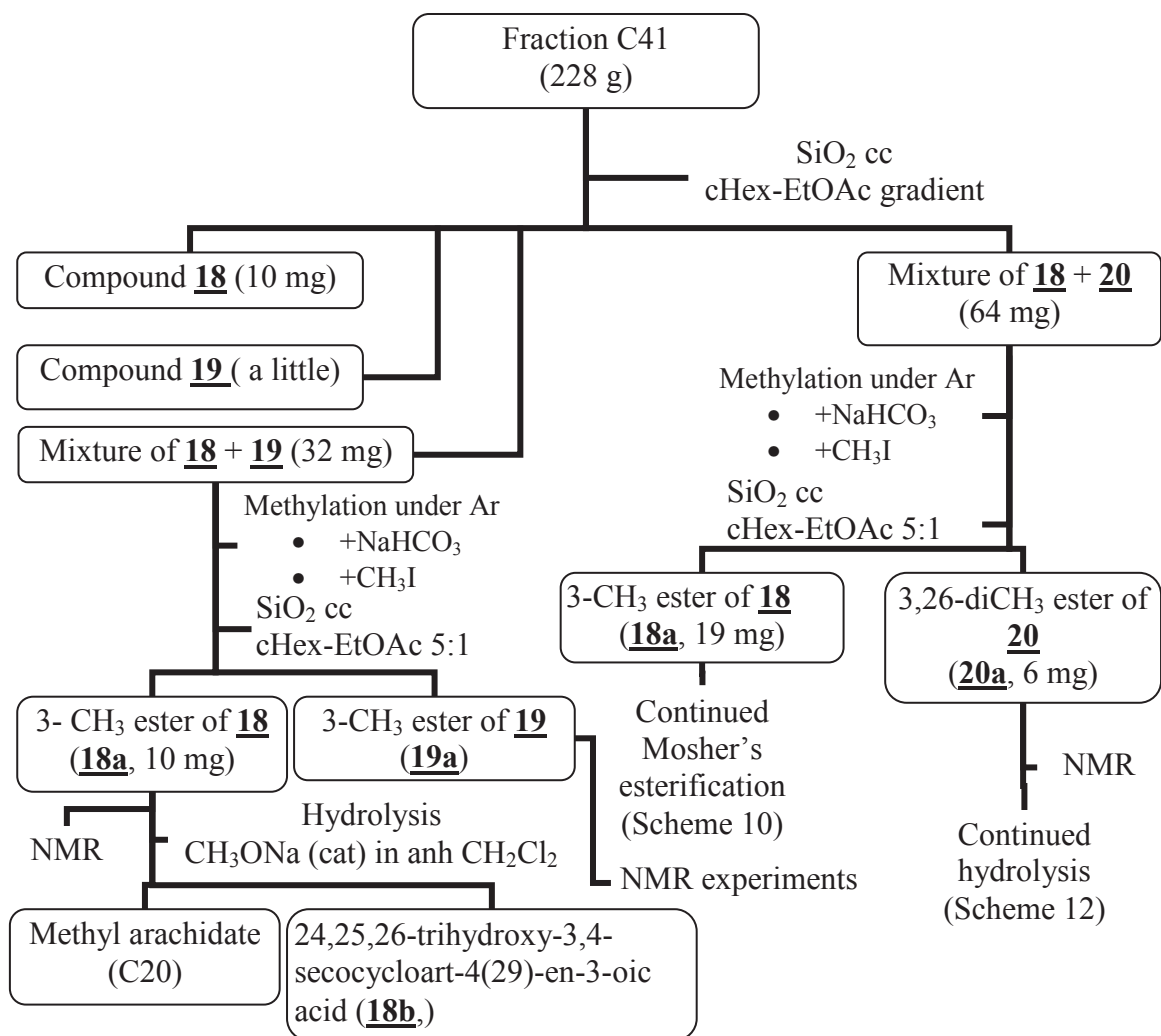 Fraction C41
(228 g)
SiO2 cc
cHex-EtOAc gradient
Compound 18 (10 mg)
Compound 19 ( a little)
Mixture of 18 + 19 (32 mg)
Methylation under Ar
• +NaHCO3
• +CH3I
SiO2 cc
cHex-EtOAc 5:1
3- CH3 ester of 18
(18a, 10 mg)
3-CH3 ester of 19
(19a)
NMR
Hydrolysis
CH3ONa (cat) in anh CH2Cl2
NMR experiments
Methyl arachidate
(C20)
24,25,26-trihydroxy-3,4-
secocycloart-4(29)-en-3-oic
acid (18b,)
Mixture of 18 + 20
(64 mg)
Methylation under Ar
• +NaHCO3
• +CH3I
SiO2 cc
cHex-EtOAc 5:1
3-CH3 ester of 18
(18a, 19 mg)
Continued
Mosher's
esterification
(Scheme 10)
3,26-diCH3 ester of
20
(20a, 6 mg)
NMR
Continued
hydrolysis
(Scheme 12)